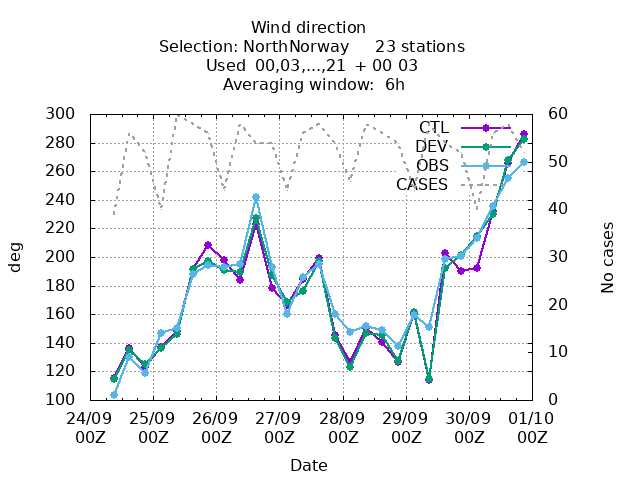 Wind direction
Selection: NorthNorway 23 stations
Used 00,03,...,21 + 00 03
Averaging window: 6h
300
280
260
240
220
200
180
160
140
120
100
deg
60
50
40
30
20
10
0
No cases
CTL
DEV
OBS
CASES
24/09 25/09 26/09 27/09 28/09 29/09 30/09 01/10
00Z 00Z 00Z 00Z 00Z 00Z 00Z 00Z
Date